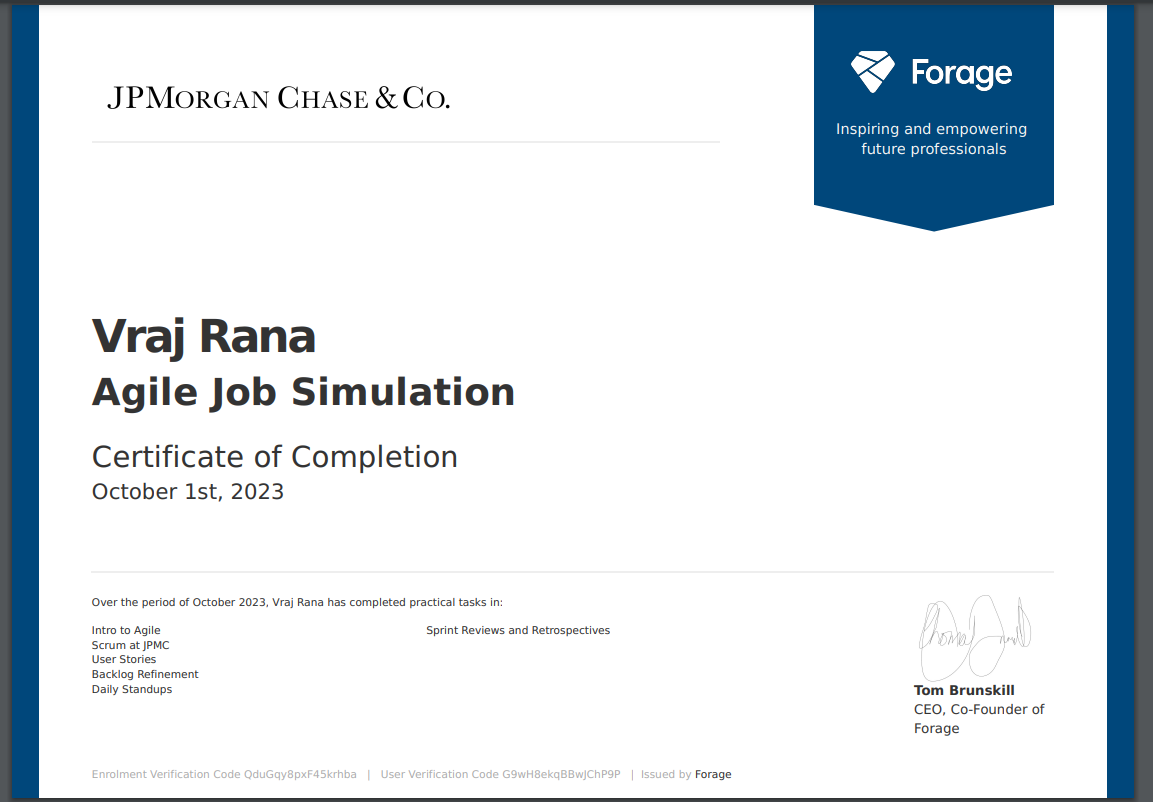 JPMORGAN CHASE & CO.
Forage
Inspiring and empowering
future professionals
Vraj Rana
Agile Job Simulation
Certificate of Completion
October 1st, 2023
Over the period of October 2023, Vraj Rana has completed practical tasks in:
Intro to Agile
Scrum at JPMC
User Stories
Backlog Refinement
Daily Standups
Sprint Reviews and Retrospectives
Tom Brunskill
CEO, Co-Founder of
Forage
Enrolment Verification Code QduGqy8pxF45krhba | User Verification Code G9wH8ekqBBwJChP9P | Issued by Forage